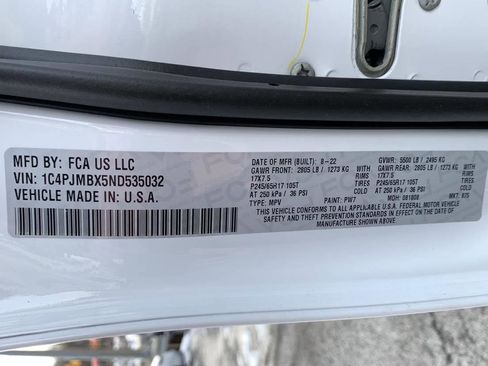 MFD BY: FCA US LLC
VIN: 1C4PJMBX5ND535032
VEHICLE MADE IN: U.S.A.
DATE OF MFR (BUILT): 8-22 GVWR: 5500 LB / 2495 KG
GAWR FRONT: 2805 LB / 1273 KG WITH GAWR REAR: 2805 LB / 1273 KG WITH
17X7.5 RIMS 17X7.5 RIMS
P245/65R17 105T P245/65R17 105T
AT 250 kPa / 36 PSI COLD AT 250 kPa / 36 PSI COLD
TYPE: MPV PAINT: PW7 MDH: 081808 MKT:
THIS VEHICLE CONFORMS TO ALL APPLICABLE U.S.A. FEDERAL MOTOR VEHICLE
SAFETY AND THEFT PREVENTION STANDARDS IN EFFECT ON THE DATE OF
MANUFACTURE SHOWN ABOVE.